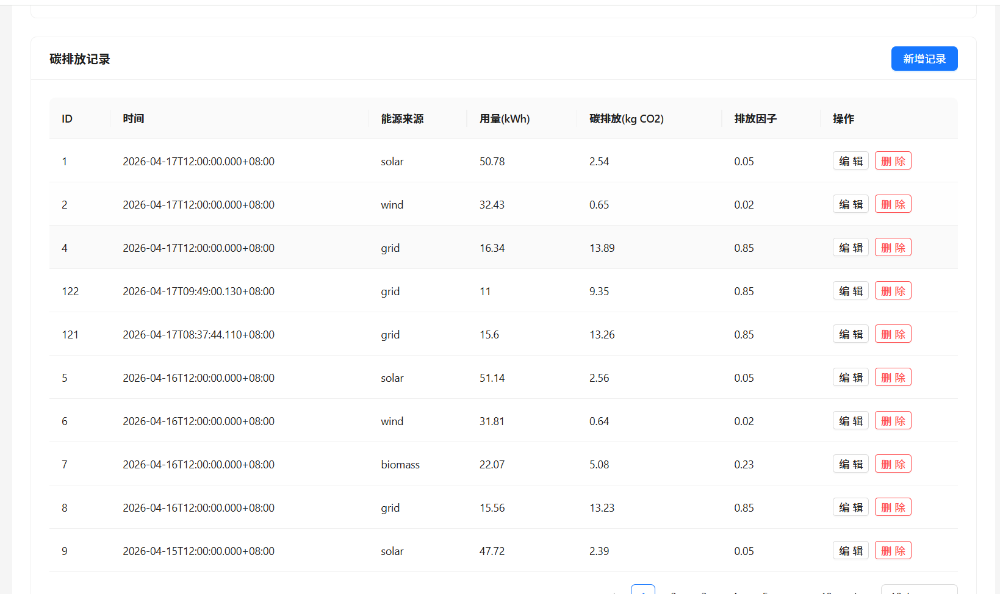 碳排放记录 新增记录
ID 时间 能源来源 用量(kWh) 碳排放(kg CO2) 排放因子 操作
1 2026-04-17T12:00:00.000+08:00 solar 50.78 2.54 0.05 编 辑 删 除
2 2026-04-17T12:00:00.000+08:00 wind 32.43 0.65 0.02 编 辑 删 除
4 2026-04-17T12:00:00.000+08:00 grid 16.34 13.89 0.85 编 辑 删 除
122 2026-04-17T09:49:00.130+08:00 grid 11 9.35 0.85 编 辑 删 除
121 2026-04-17T08:37:44.110+08:00 grid 15.6 13.26 0.85 编 辑 删 除
5 2026-04-16T12:00:00.000+08:00 solar 51.14 2.56 0.05 编 辑 删 除
6 2026-04-16T12:00:00.000+08:00 wind 31.81 0.64 0.02 编 辑 删 除
7 2026-04-16T12:00:00.000+08:00 biomass 22.07 5.08 0.23 编 辑 删 除
8 2026-04-16T12:00:00.000+08:00 grid 15.56 13.23 0.85 编 辑 删 除
9 2026-04-15T12:00:00.000+08:00 solar 47.72 2.39 0.05 编 辑 删 除